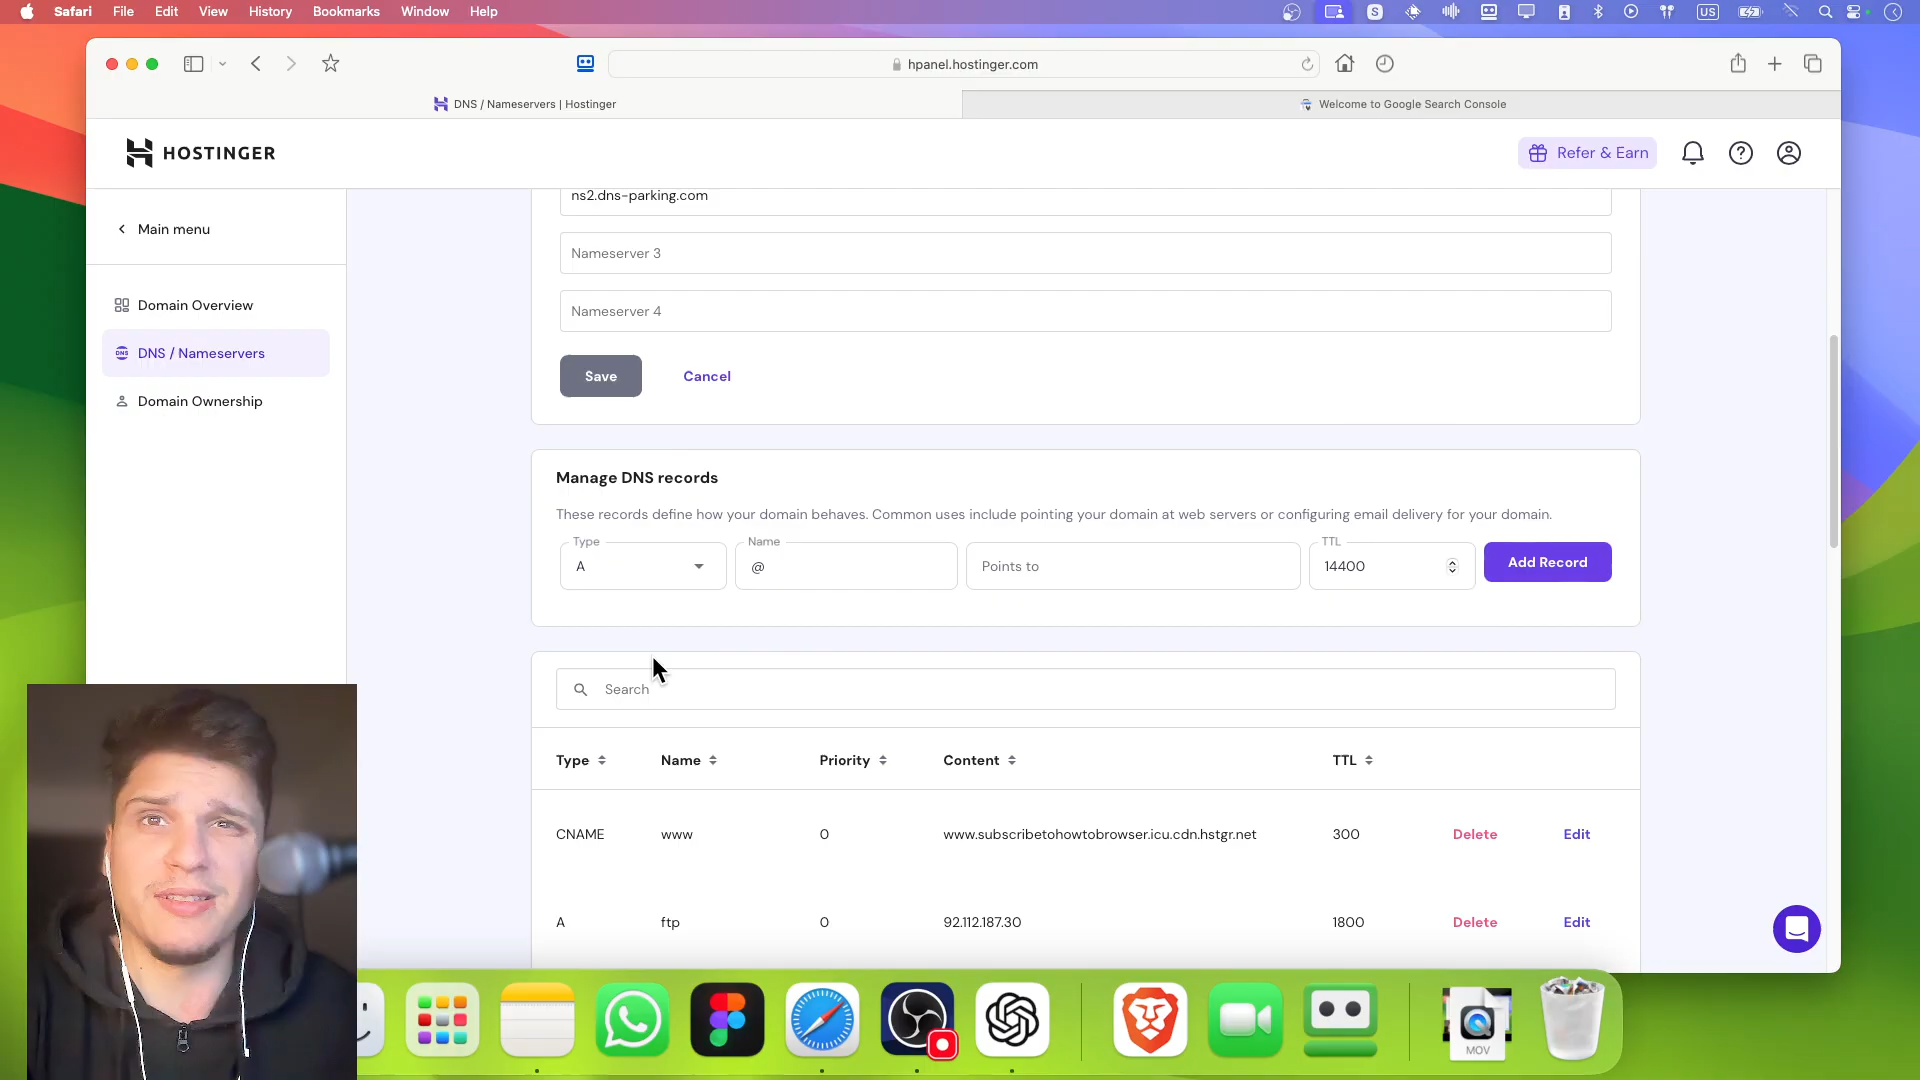 Safari File Edit View History Bookmarks Window Help
US
hpanel.hostinger.com
DNS / Nameservers | Hostinger
Welcome to Google Search Console
HOSTINGER
Refer & Earn
Main menu
Domain Overview
DNS / Nameservers
Domain Ownership
ns2.dns-parking.com
Nameserver 3
Nameserver 4
Save Cancel
Manage DNS records
These records define how your domain behaves. Common uses include pointing your domain at web servers or configuring email delivery for your domain.
Type Name TTL
A @ Points to 14400 Add Record
Search
Type Name Priority Content TTL
CNAME www 0 www.subscribetohowtobrowser.icu.cdn.hstgr.net 300 Delete Edit
A ftp 0 92.112.187.30 1800 Delete Edit
MOV